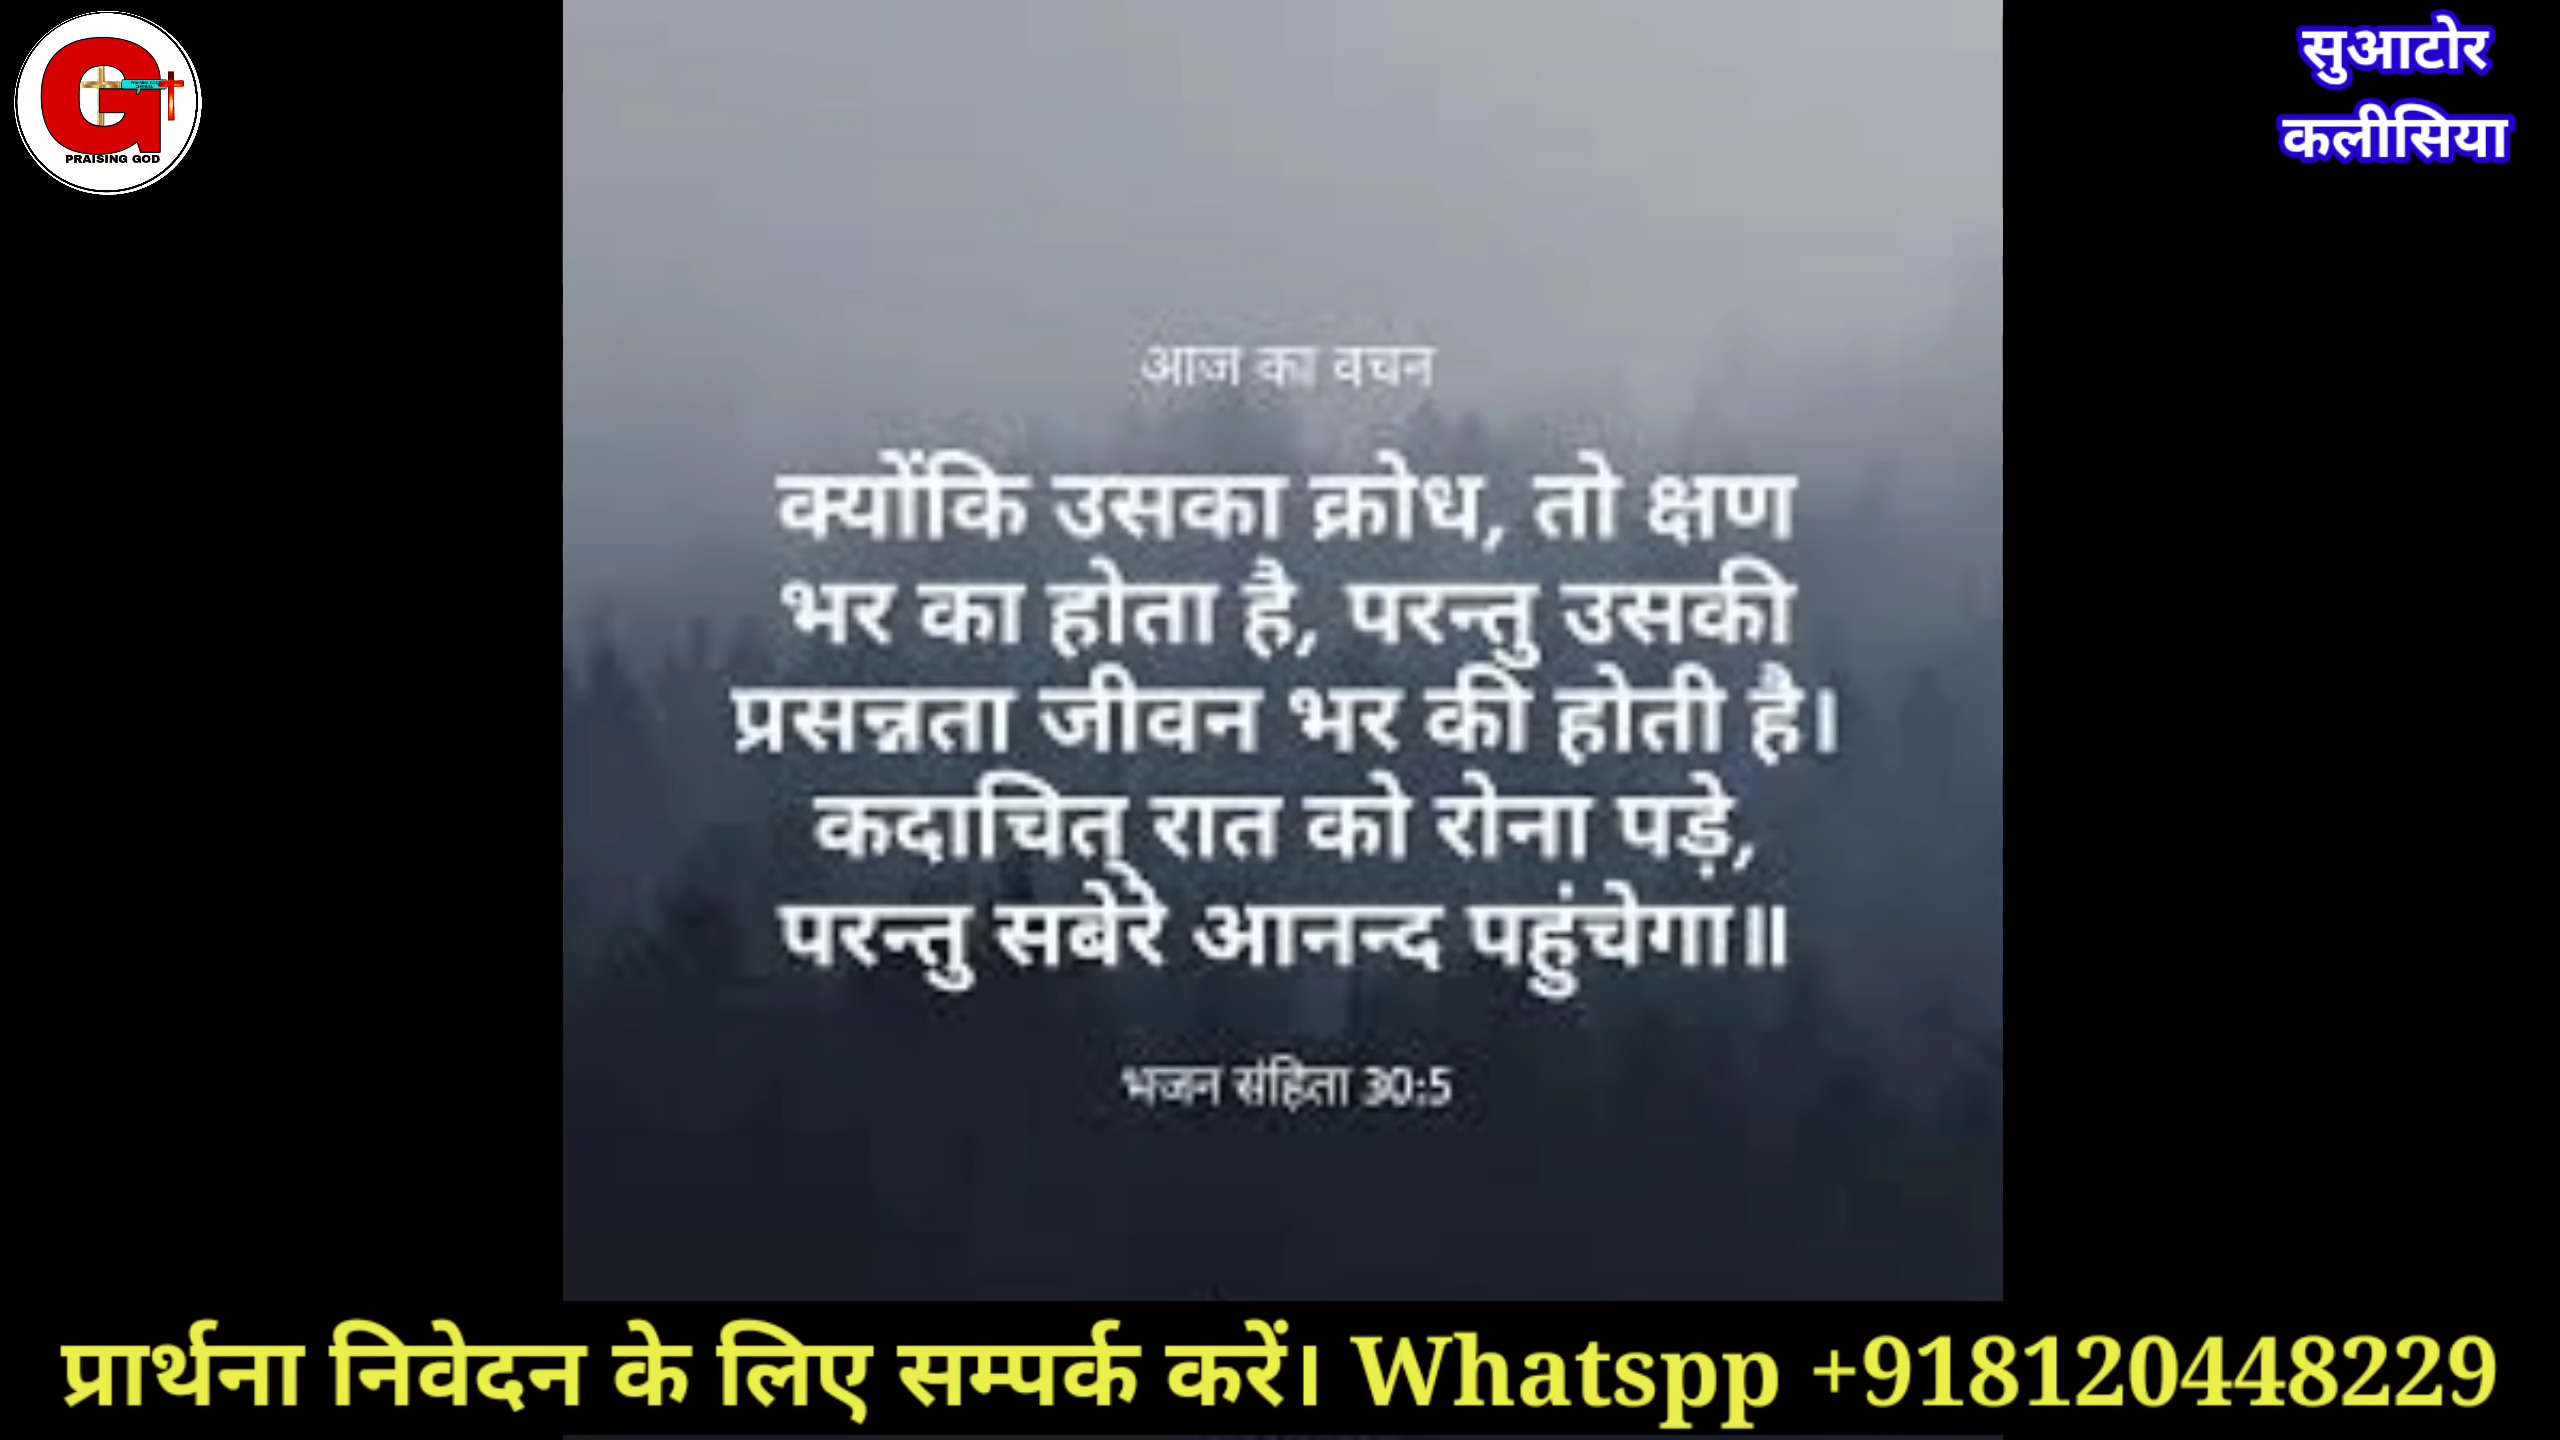 PRAISING GOD
सुआटोर
कलीसिया
आज का वचन
क्योंकि उसका क्रोध, तो क्षण
भर का होता है, परन्तु उसकी
प्रसन्नता जीवन भर की होती है।
कदाचित् रात को रोना पड़े,
परन्तु सबेरे आनन्द पहुंचेगा॥
भजन संहिता 30:5
प्रार्थना निवेदन के लिए सम्पर्क करें। Whatspp +918120448229